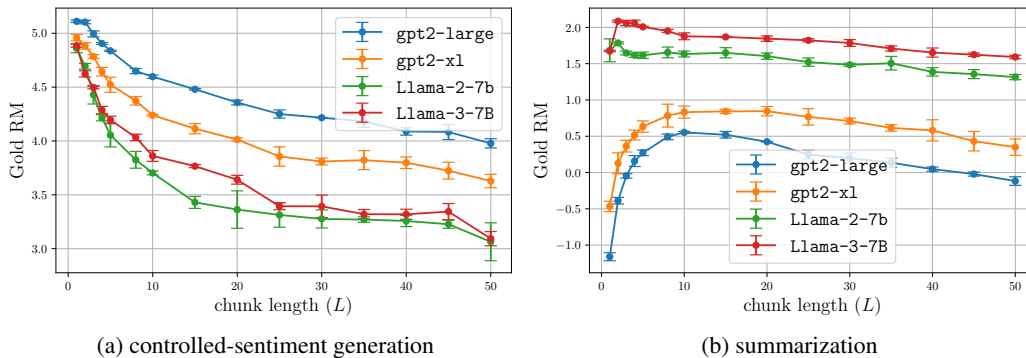 Gold RM
5.0
4.5
4.0
3.5
3.0
gpt2-large
gpt2-xl
Llama-2-7b
Llama-3-7B
0 10 20 30 40 50
chunk length (L)
(a) controlled-sentiment generation
Gold RM
2.0
1.5
1.0
0.5
0.0
−0.5
−1.0
gpt2-large
gpt2-xl
Llama-2-7b
Llama-3-7B
0 10 20 30 40 50
chunk length (L)
(b) summarization